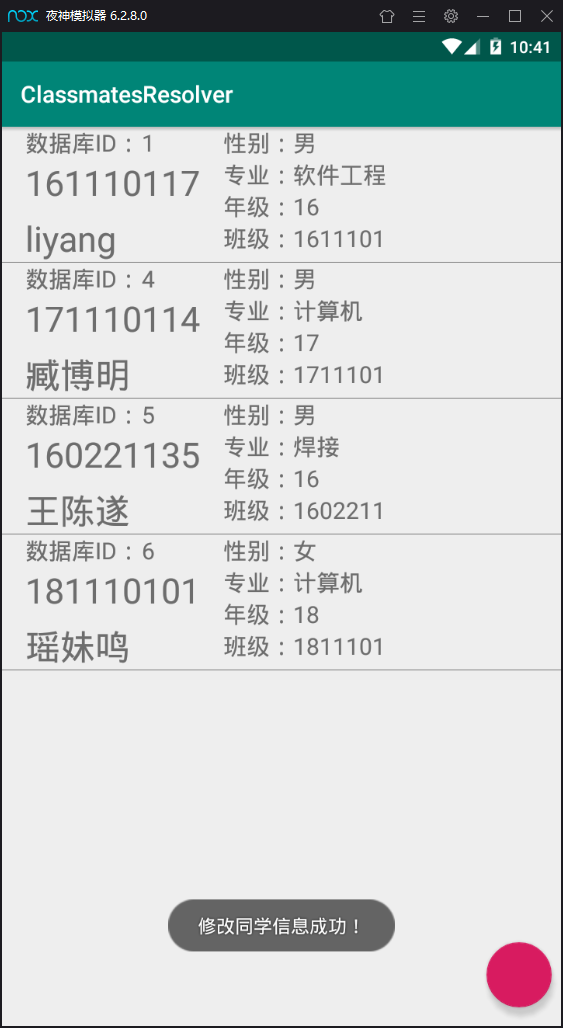 nox 夜神模拟器 6.2.8.0
10:41
ClassmatesResolver
数据库ID：1
161110117
liyang
性别：男
专业：软件工程
年级：16
班级：1611101
数据库ID：4
171110114
臧博明
性别：男
专业：计算机
年级：17
班级：1711101
数据库ID：5
160221135
王陈遂
性别：男
专业：焊接
年级：16
班级：1602211
数据库ID：6
181110101
瑶妹鸣
性别：女
专业：计算机
年级：18
班级：1811101
修改同学信息成功！